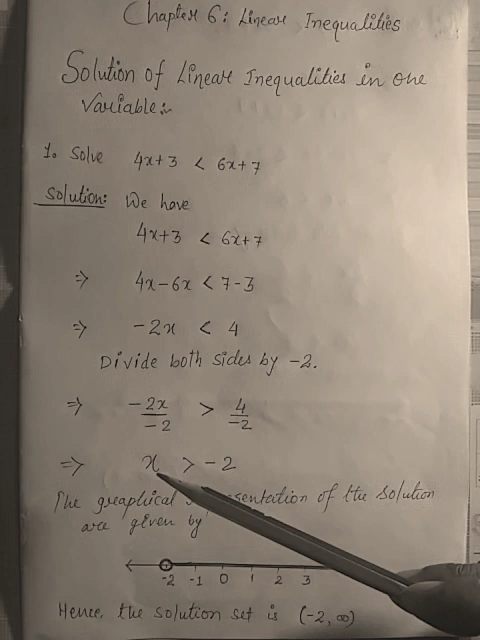 Chapter 6: Linear Inequalities
Solution of Linear Inequalities in one
Variable:-
1. Solve 4x+3 < 6x+7
Solution: We have
4x+3 < 6x+7
⇒ 4x-6x < 7-3
⇒ -2x < 4
Divide both sides by -2.
⇒ -2x/-2 > 4/-2
⇒ x > -2
The graphical of the solution
are given by
-2 -1 0 1 2 3
Hence, the solution set is (-2, ∞)